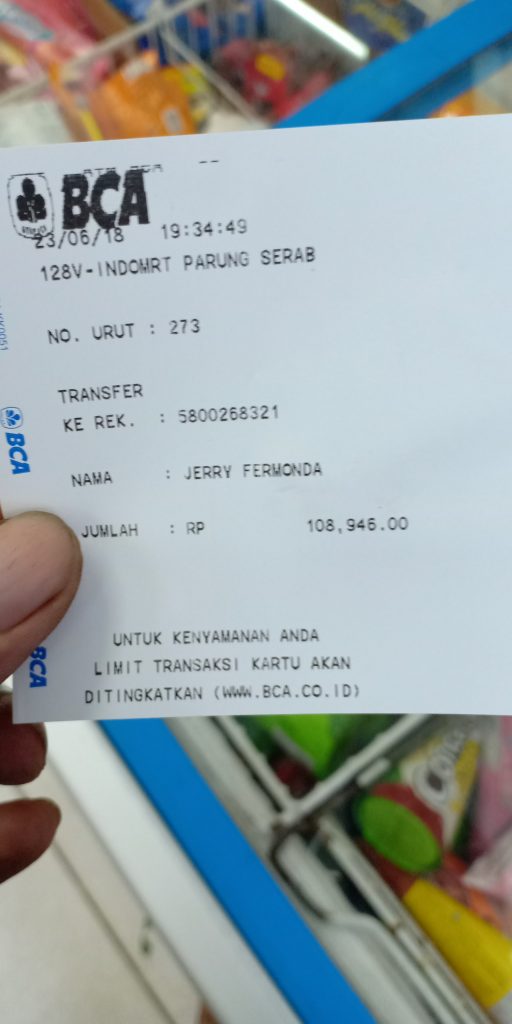 BCA
23/06/18 19:34:49
128V-INDOMRT PARUNG SERAB
NO. URUT : 273
TRANSFER
KE REK. : 5800268321
NAMA : JERRY FERMONDA
JUMLAH : RP 108,946.00
UNTUK KENYAMANAN ANDA
LIMIT TRANSAKSI KARTU AKAN
DITINGKATKAN (WWW.BCA.CO.ID)
BCA
BCA